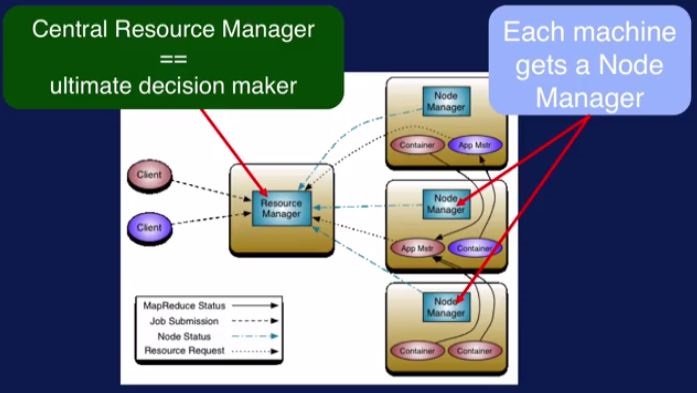 Central Resource Manager
==
ultimate decision maker
Each machine
gets a Node
Manager
Node
Manager
Container
App Mstr
Client
Resource
Manager
Node
Manager
Client
App Mstr
Container
Node
Manager
MapReduce Status
Job Submission
Node Status
Resource Request
Container
Container